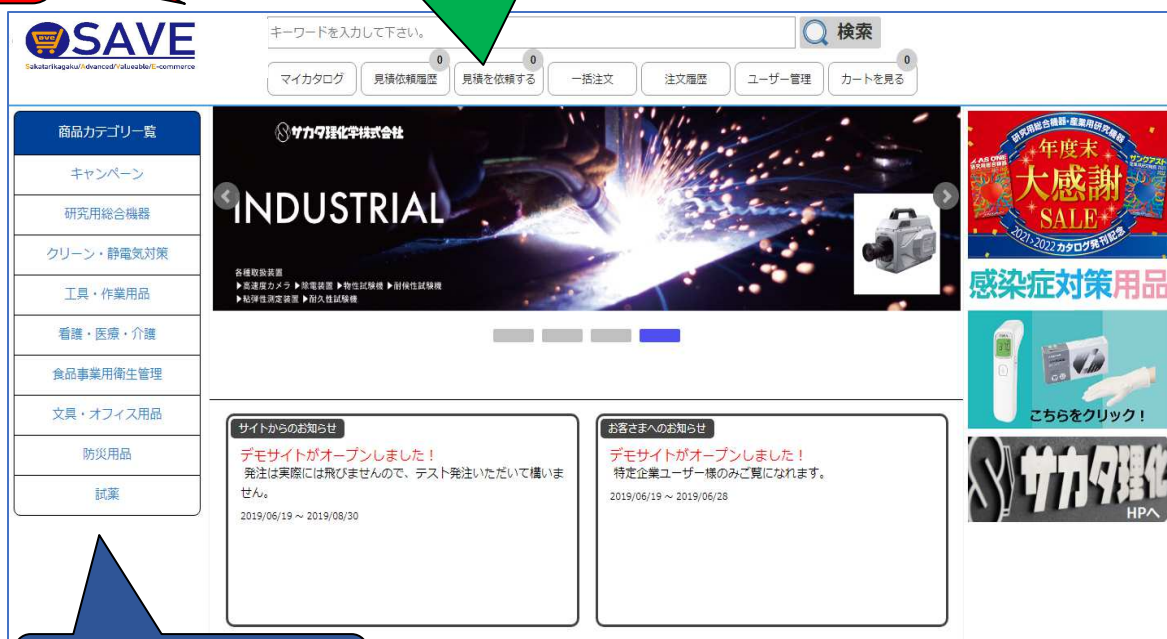 SAVE
Sakatarikagaku/Advanced/Valueable/E-commerce
キーワードを入力して下さい。
検索
マイカタログ
0
見積依頼履歴
0
見積を依頼する
一括注文
注文履歴
ユーザー管理
0
カートを見る
商品カテゴリ一覧
キャンペーン
研究用総合機器
クリーン・静電気対策
工具・作業用品
看護・医療・介護
食品事業用衛生管理
文具・オフィス用品
防災用品
試薬
サカタ理化学株式会社
INDUSTRIAL
各種取扱装置
▶高速度カメラ ▶除電装置 ▶物性試験機 ▶耐候性試験機
▶粘弾性測定装置 ▶耐久性試験機
サイトからのお知らせ
デモサイトがオープンしました！
発注は実際には飛びませんので、テスト発注いただいて構いま
せん。
2019/06/19 ～ 2019/08/30
お客さまへのお知らせ
デモサイトがオープンしました！
特定企業ユーザー様のみご覧になれます。
2019/06/19 ～ 2019/06/28
研究用総合機器・産業用研究機器
年度末
大感謝
SALE
2021>2022 カタログ発刊記念
感染症対策用品
こちらをクリック！
サカタ理化
HPへ